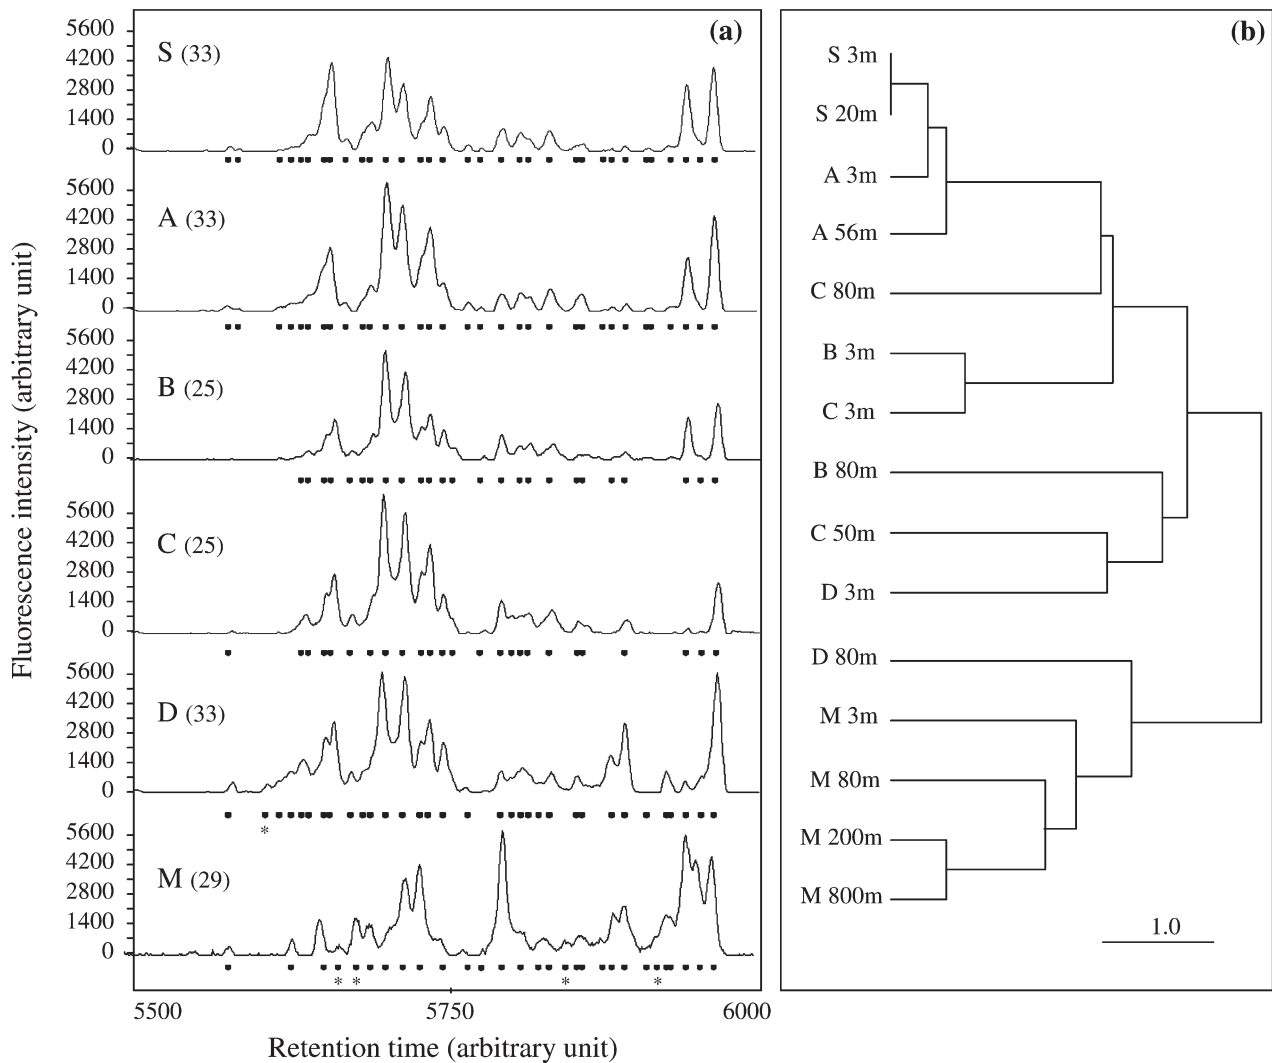 (a)
Fluorescence intensity (arbitrary unit)
5600
4200
2800
1400
0
S (33)
5600
4200
2800
1400
0
A (33)
5600
4200
2800
1400
0
B (25)
5600
4200
2800
1400
0
C (25)
5600
4200
2800
1400
0
D (33)
*
5600
4200
2800
1400
0
M (29)
* * * *
5500 5750 6000
Retention time (arbitrary unit)
(b)
S 3m
S 20m
A 3m
A 56m
C 80m
B 3m
C 3m
B 80m
C 50m
D 3m
D 80m
M 3m
M 80m
M 200m
M 800m
1.0